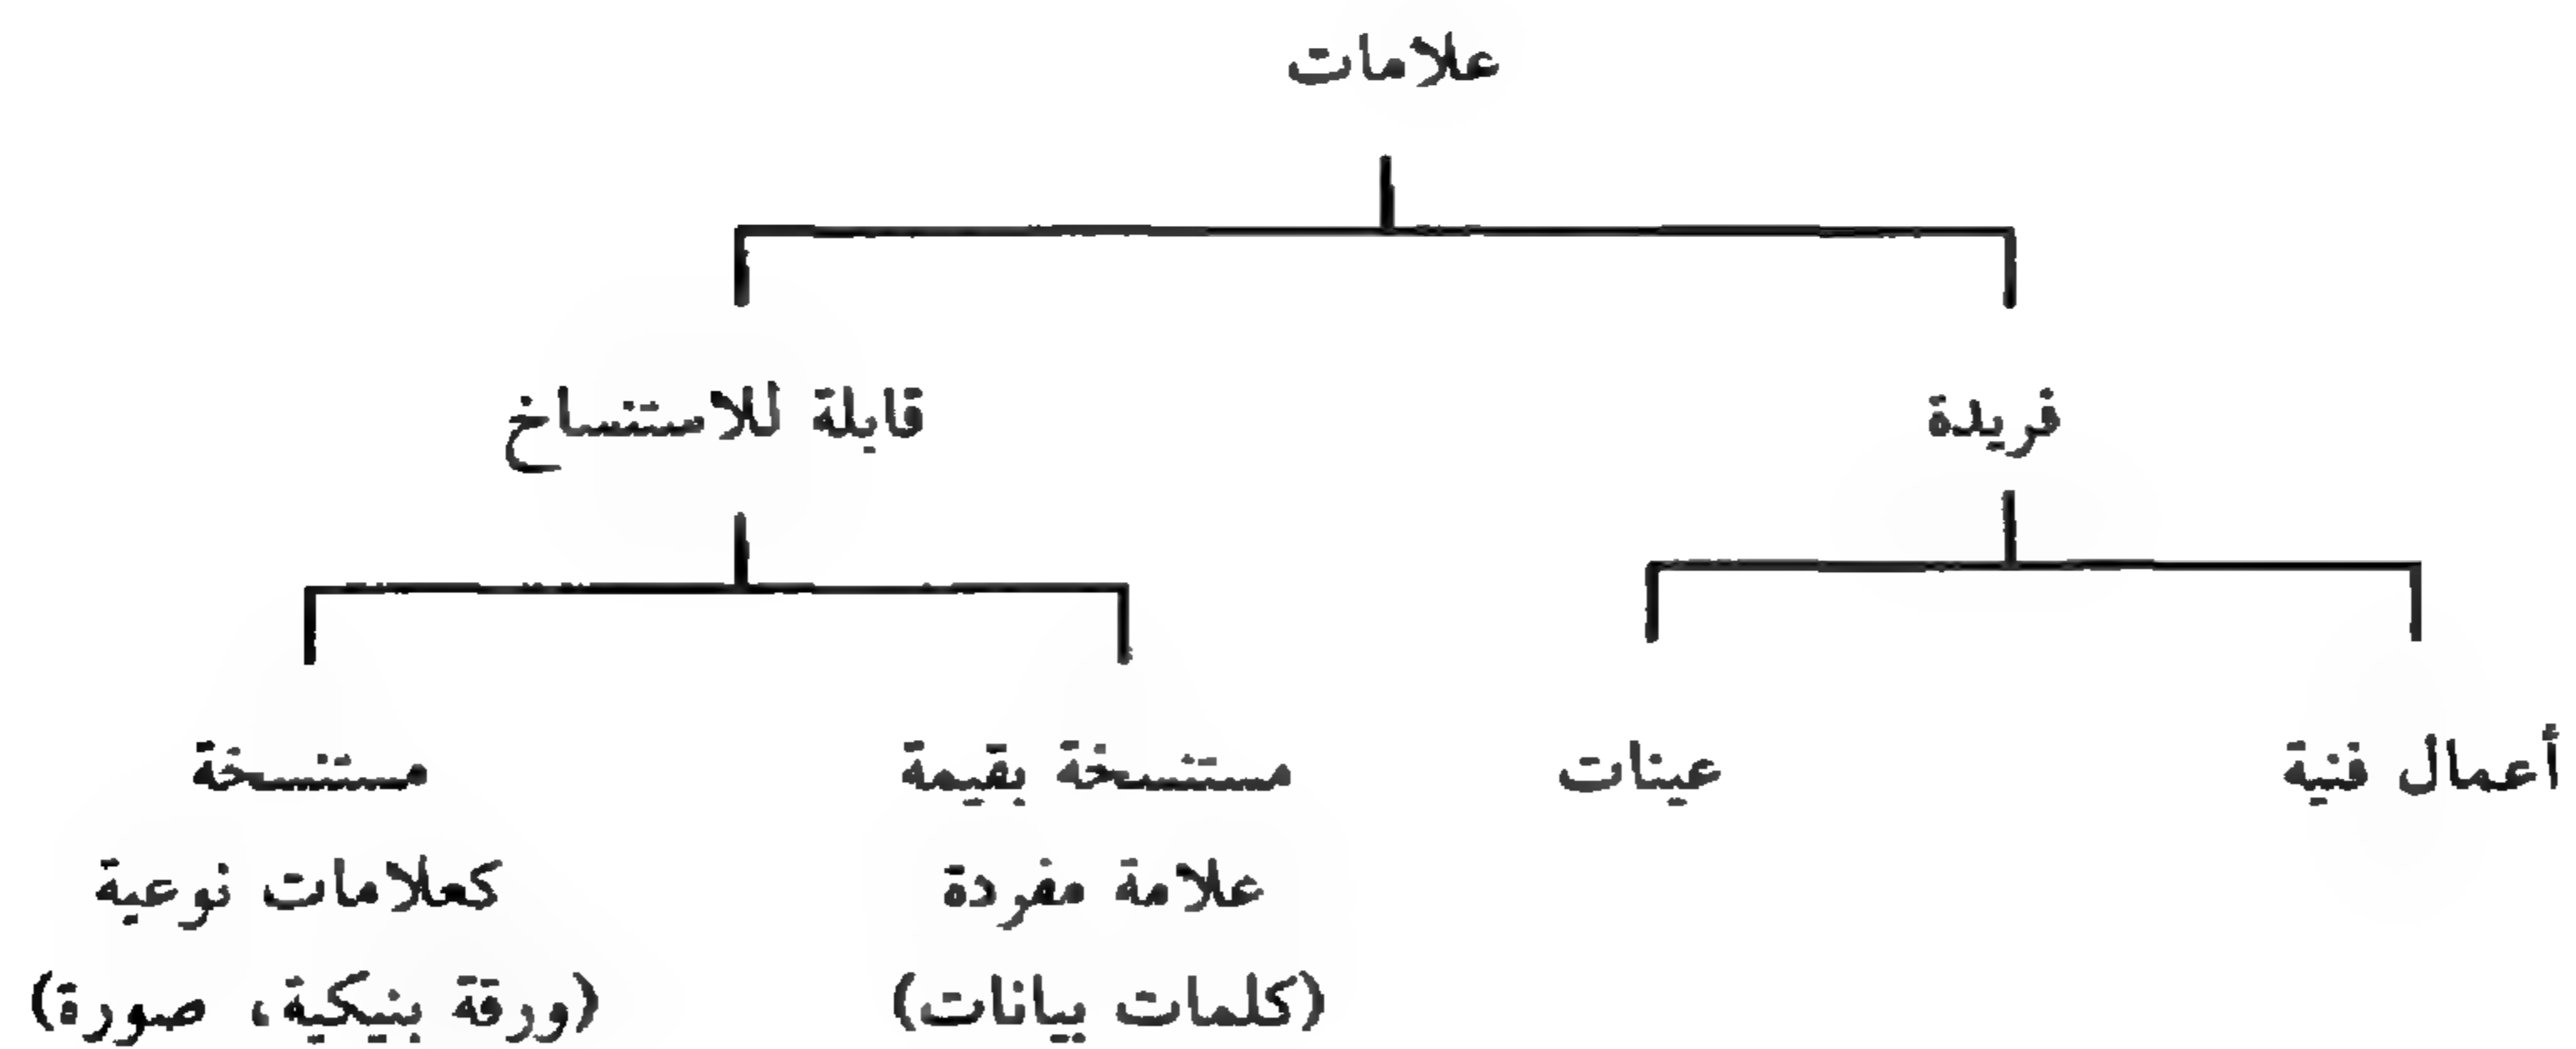 علامات
فريدة
قابلة للاستنساخ
أعمال فنية
عينات
مستنسخة بقيمة
علامة مفردة
(كلمات بيانات)
مستنسخة
كعلامات نوعية
(ورقة بنيكية، صورة)